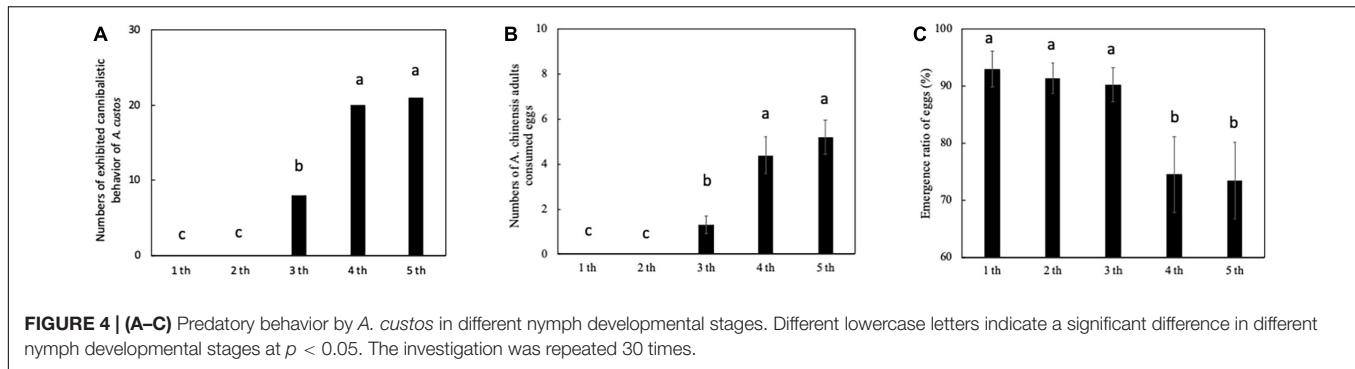 A
30
20
10
0
Numbers of exhibited cannibalistic
behavior of A. custos
c
c
b
a
a
1 th
2 th
3 th
4 th
5 th
B
10
8
6
4
2
0
Numbers of A. chinensis adults
consumed eggs
c
c
b
a
a
1 th
2 th
3 th
4 th
5 th
C
100
90
80
70
60
Emergence ratio of eggs (%)
a
a
a
b
b
1 th
2 th
3 th
4 th
5 th
FIGURE 4 | (A–C) Predatory behavior by A. custos in different nymph developmental stages. Different lowercase letters indicate a significant difference in different
nymph developmental stages at p < 0.05. The investigation was repeated 30 times.